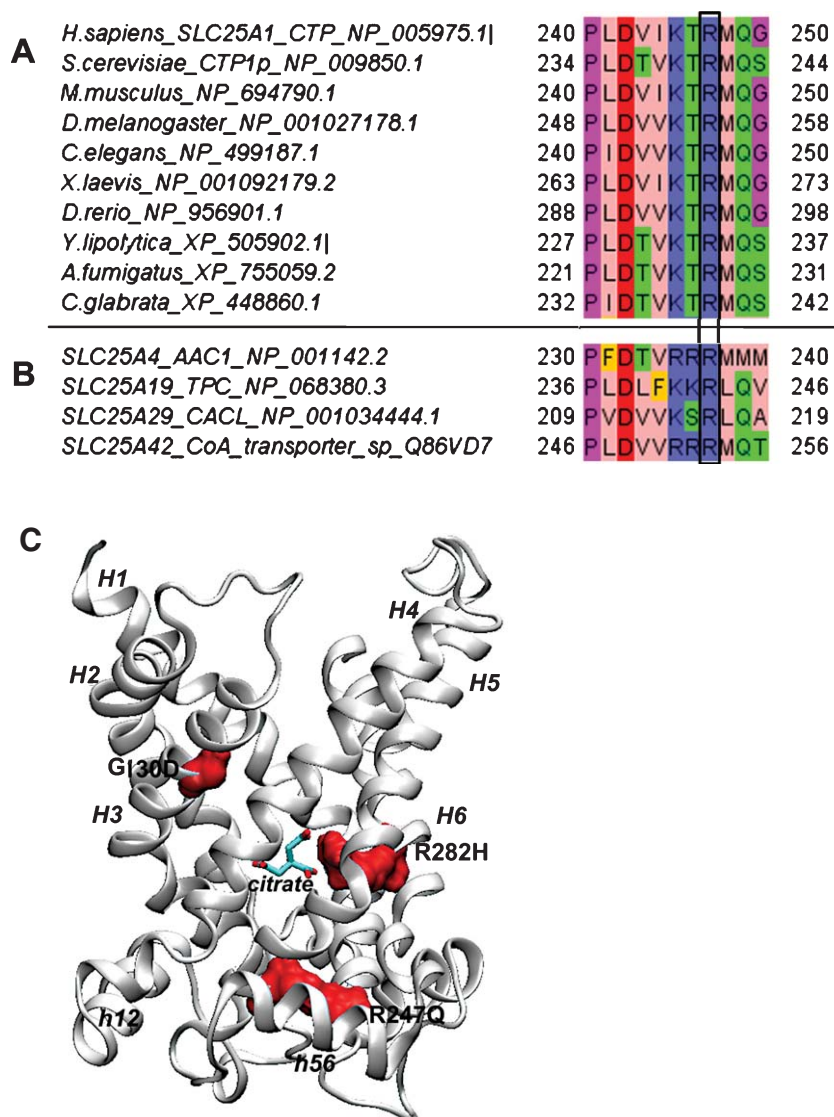 A
H.sapiens_SLC25A1_CTP_NP_005975.1| 240 PLDVIKTRMQG 250
S.cerevisiae_CTP1p_NP_009850.1 234 PLDTVKTRMQS 244
M.musculus_NP_694790.1 240 PLDVIKTRMQG 250
D.melanogaster_NP_001027178.1 248 PLDVVKTRMQG 258
C.elegans_NP_499187.1 240 PIDVVKTRMQG 250
X.laevis_NP_001092179.2 263 PLDVIKTRMQG 273
D.rerio_NP_956901.1 288 PLDVVKTRMQG 298
Y.lipolytica_XP_505902.1| 227 PLDTVKTRMQS 237
A.fumigatus_XP_755059.2 221 PLDTVKTRMQS 231
C.glabrata_XP_448860.1 232 PIDTVKTRMQS 242
B
SLC25A4_AAC1_NP_001142.2 230 PFDTVRRRMMM 240
SLC25A19_TPC_NP_068380.3 236 PLDLFKKRLQV 246
SLC25A29_CACL_NP_001034444.1 209 PVDVVKSRLQA 219
SLC25A42_CoA_transporter_sp_Q86VD7 246 PLDVVRRRMQT 256
C
H1
H4
H2
H5
G130D
H3
H6
R282H
citrate
R247Q
h12
h56